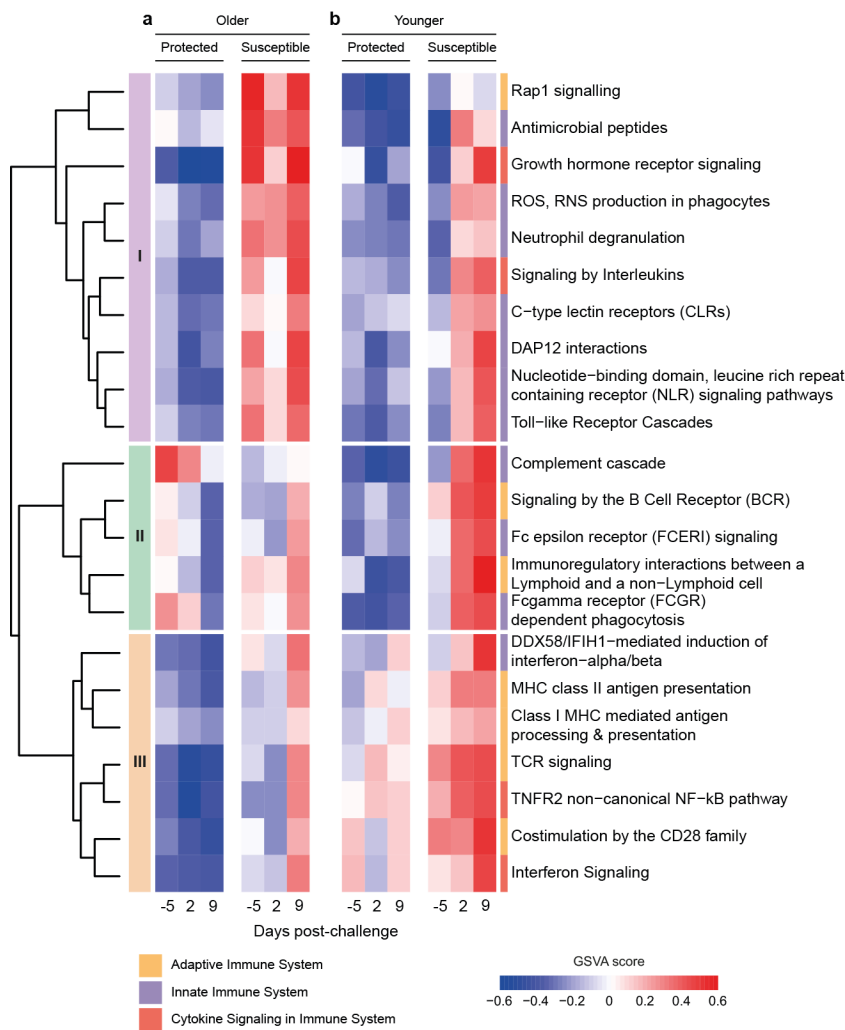 a Older b Younger
Protected Susceptible Protected Susceptible
I
II
III
Rap1 signalling
Antimicrobial peptides
Growth hormone receptor signaling
ROS, RNS production in phagocytes
Neutrophil degranulation
Signaling by Interleukins
C−type lectin receptors (CLRs)
DAP12 interactions
Nucleotide−binding domain, leucine rich repeat
containing receptor (NLR) signaling pathways
Toll−like Receptor Cascades
Complement cascade
Signaling by the B Cell Receptor (BCR)
Fc epsilon receptor (FCERI) signaling
Immunoregulatory interactions between a
Lymphoid and a non−Lymphoid cell
Fcgamma receptor (FCGR)
dependent phagocytosis
DDX58/IFIH1−mediated induction of
interferon−alpha/beta
MHC class II antigen presentation
Class I MHC mediated antigen
processing & presentation
TCR signaling
TNFR2 non−canonical NF−kB pathway
Costimulation by the CD28 family
Interferon Signaling
-5 2 9 -5 2 9 -5 2 9 -5 2 9
Days post-challenge
Adaptive Immune System
Innate Immune System
Cytokine Signaling in Immune System
GSVA score
−0.6 −0.4 −0.2 0 0.2 0.4 0.6